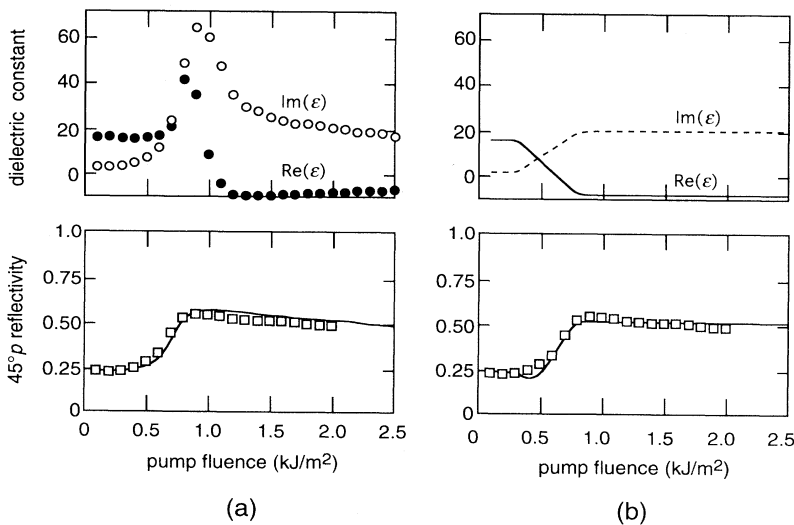 dielectric constant
60
40
20
0
Im(ε)
Re(ε)
60
40
20
0
Im(ε)
Re(ε)
45°p reflectivity
1.0
0.75
0.50
0.25
0
0 0.5 1.0 1.5 2.0 2.5
pump fluence (kJ/m²)
(a)
1.0
0.75
0.50
0.25
0
0 0.5 1.0 1.5 2.0 2.5
pump fluence (kJ/m²)
(b)